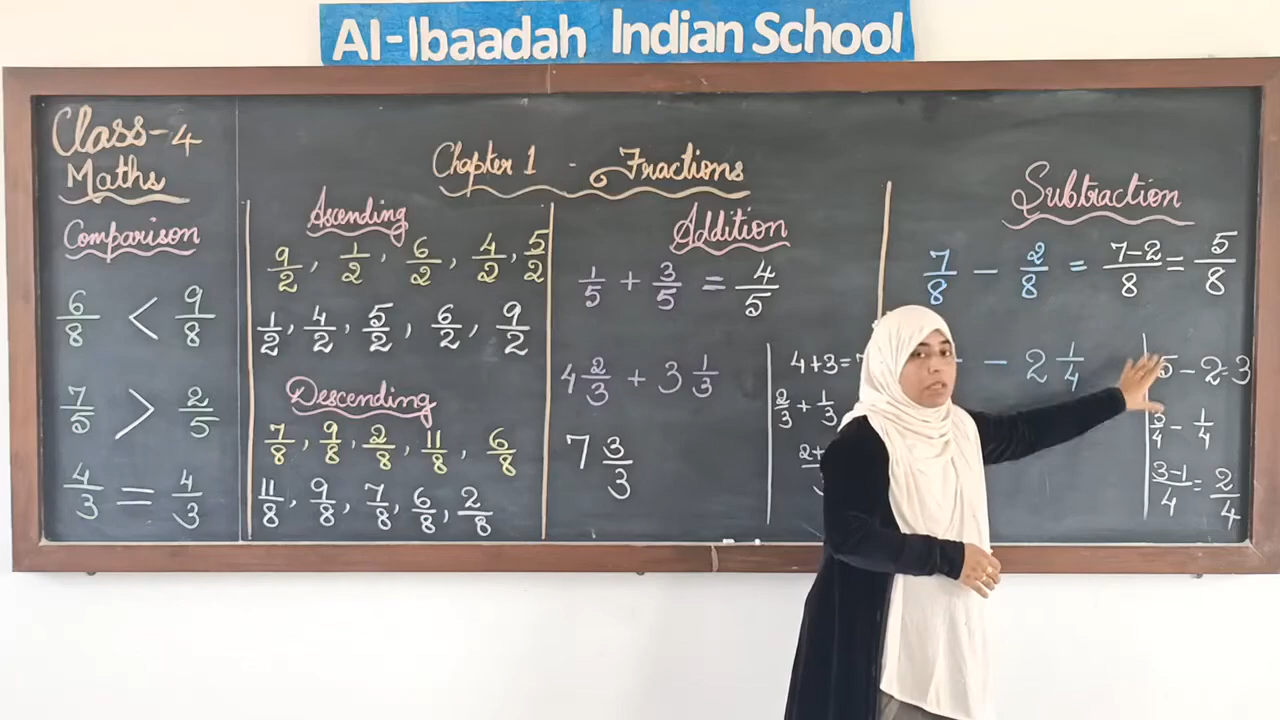 Al-Ibaadah Indian School
Class-4
Maths
Chapter 1 - Fractions
Comparison
6/8 < 9/8
7/5 > 2/5
4/3 = 4/3
Ascending
9/2, 1/2, 6/2, 4/2, 5/2
1/2, 4/2, 5/2, 6/2, 9/2
Descending
7/8, 9/8, 2/8, 11/8, 6/8
11/8, 9/8, 7/8, 6/8, 2/8
Addition
1/5 + 3/5 = 4/5
4 2/3 + 3 1/3
7 3/3
4+3=
2/3 + 1/3
2+
Subtraction
7/8 - 2/8 = 7-2/8 = 5/8
- 2 1/4
5-2=3
3/4 - 1/4
3-1/4 = 2/4